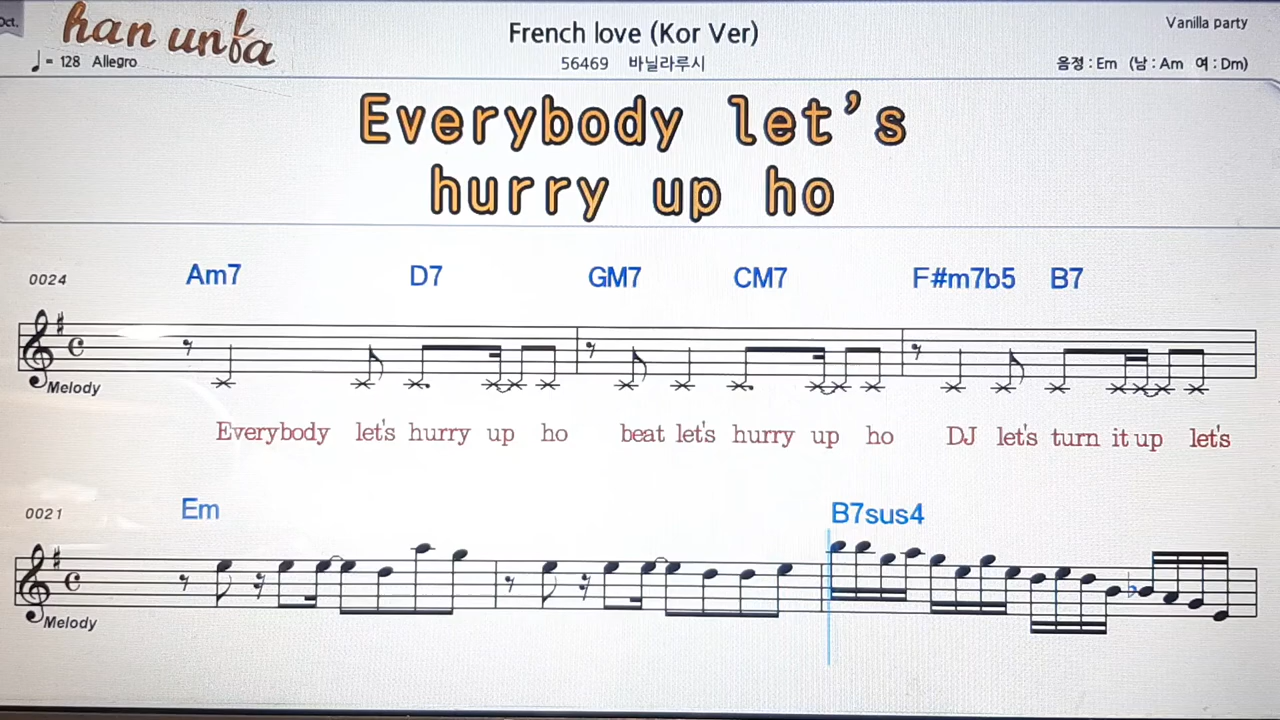 Oct.
han unfa
French love (Kor Ver)
Vanilla party
♩= 128 Allegro
56469 바닐라루시
음정 : Em (남 : Am 여 : Dm)
Everybody let's
hurry up ho
0024
Am7 D7 GM7 CM7 F#m7b5 B7
Melody
Everybody let's hurry up ho beat let's hurry up ho DJ let's turn it up let's
0021
Em B7sus4
Melody